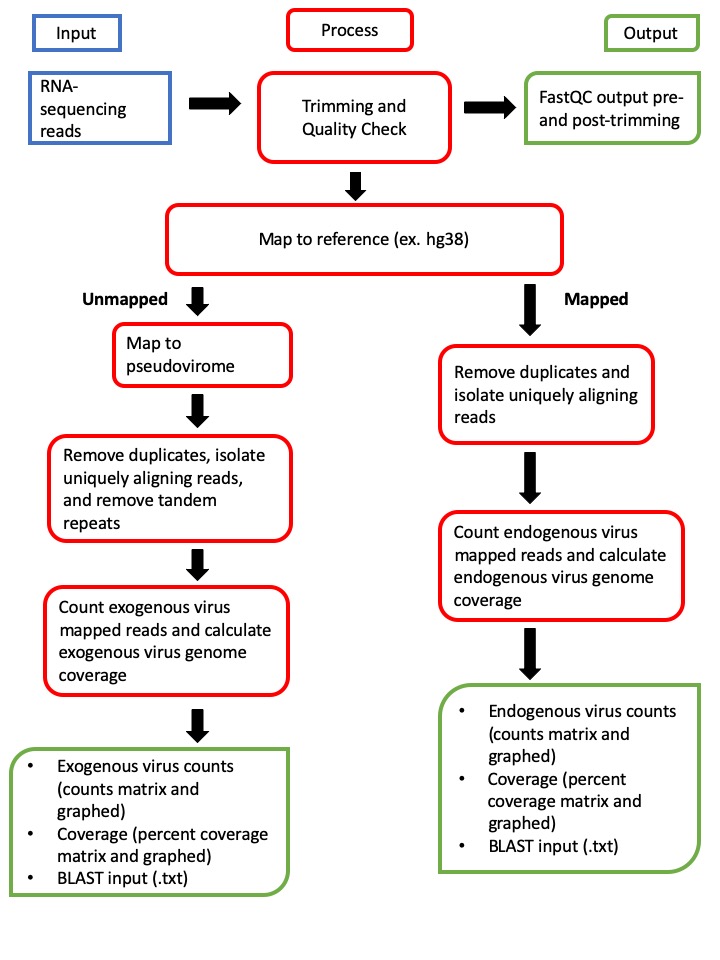 Input
Process
Output
RNA-
sequencing
reads
Trimming and
Quality Check
FastQC output pre-
and post-trimming
Map to reference (ex. hg38)
Unmapped
Mapped
Map to
pseudovirome
Remove duplicates and
isolate uniquely aligning
reads
Remove duplicates, isolate
uniquely aligning reads,
and remove tandem
repeats
Count endogenous virus
mapped reads and calculate
endogenous virus genome
coverage
Count exogenous virus
mapped reads and calculate
exogenous virus genome
coverage
• Endogenous virus counts
(counts matrix and
graphed)
• Coverage (percent
coverage matrix and
graphed)
• BLAST input (.txt)
• Exogenous virus counts
(counts matrix and
graphed)
• Coverage (percent coverage
matrix and graphed)
• BLAST input (.txt)